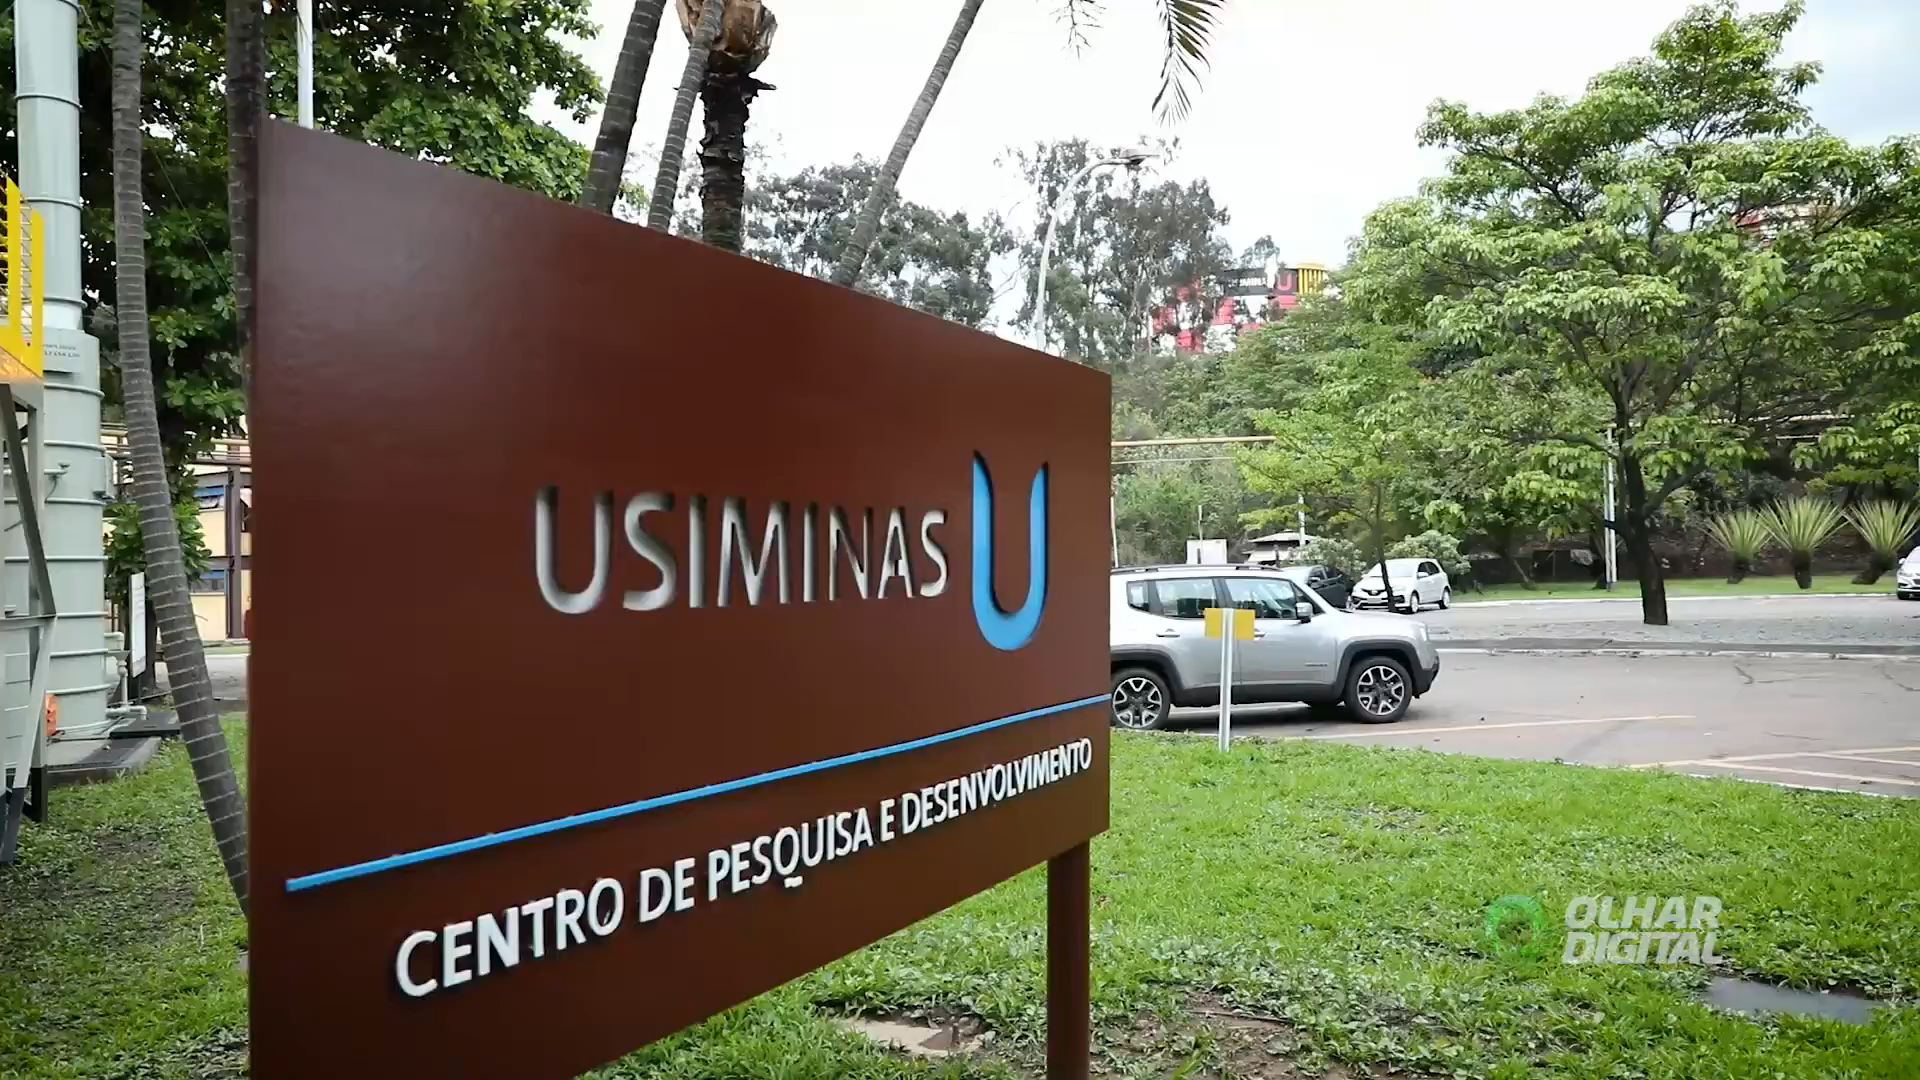 USIMINAS U
CENTRO DE PESQUISA E DESENVOLVIMENTO
OLHAR
DIGITAL